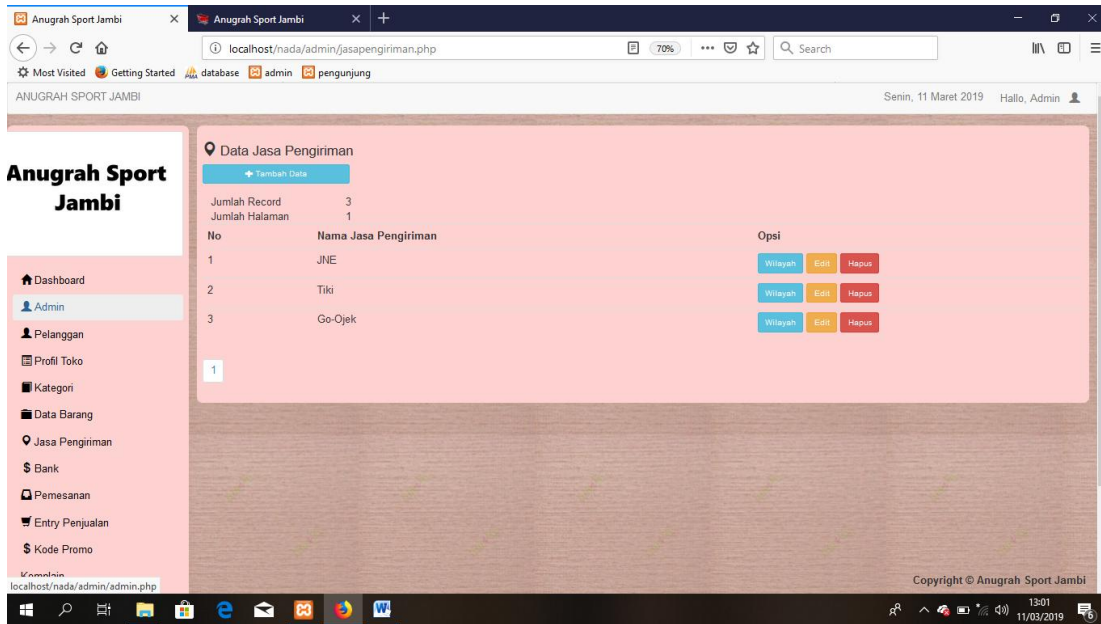 Anugrah Sport Jambi
Anugrah Sport Jambi
localhost/nada/admin/jasapengiriman.php
70%
Search
Most Visited Getting Started database admin pengunjung
ANUGRAH SPORT JAMBI
Senin, 11 Maret 2019 Hallo, Admin
Anugrah Sport
Jambi
Dashboard
Admin
Pelanggan
Profil Toko
Kategori
Data Barang
Jasa Pengiriman
$ Bank
Pemesanan
Entry Penjualan
$ Kode Promo
Komplain
localhost/nada/admin/admin.php
Data Jasa Pengiriman
+ Tambah Data
Jumlah Record 3
Jumlah Halaman 1
No Nama Jasa Pengiriman Opsi
1 JNE Wilayah Edit Hapus
2 Tiki Wilayah Edit Hapus
3 Go-Ojek Wilayah Edit Hapus
1
Copyright © Anugrah Sport Jambi
13:01
11/03/2019
6